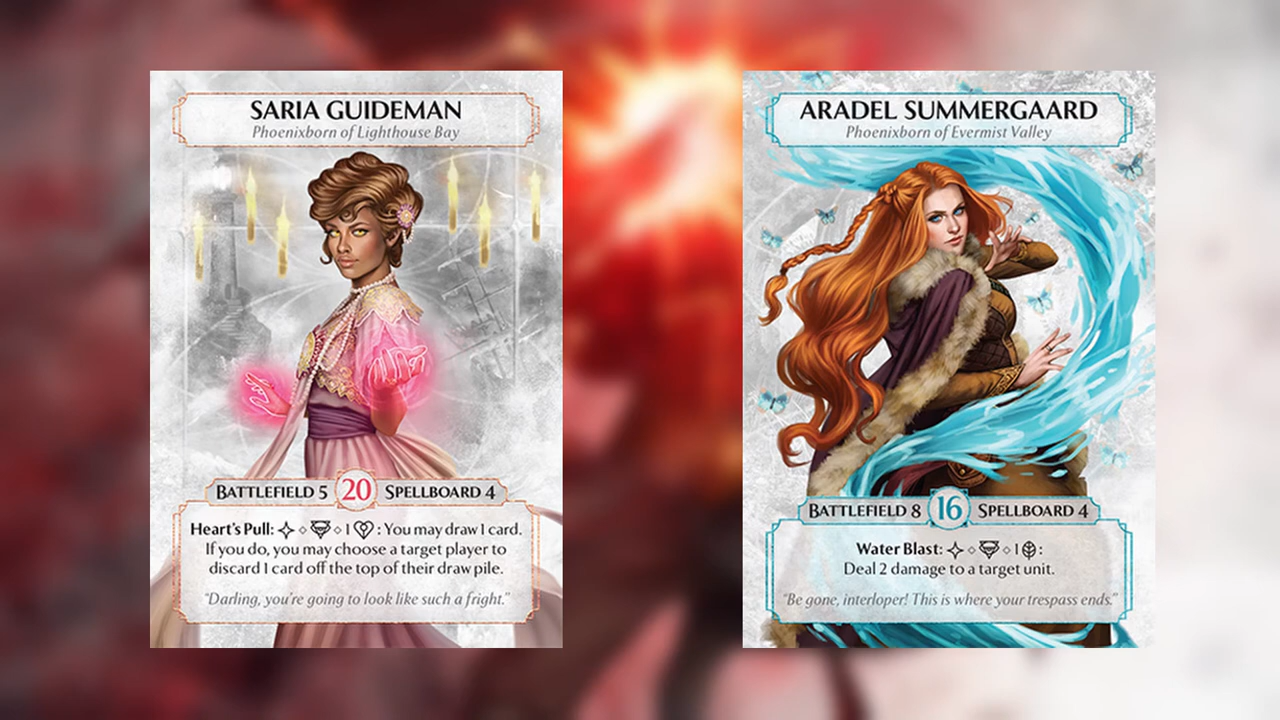 SARIA GUIDEMAN
Phoenixborn of Lighthouse Bay
BATTLEFIELD 5 20 SPELLBOARD 4
Heart's Pull: 1 : You may draw 1 card.
If you do, you may choose a target player to
discard 1 card off the top of their draw pile.
"Darling, you're going to look like such a fright."
ARADEL SUMMERGAARD
Phoenixborn of Evermist Valley
BATTLEFIELD 8 16 SPELLBOARD 4
Water Blast: 1 :
Deal 2 damage to a target unit.
"Be gone, interloper! This is where your trespass ends."